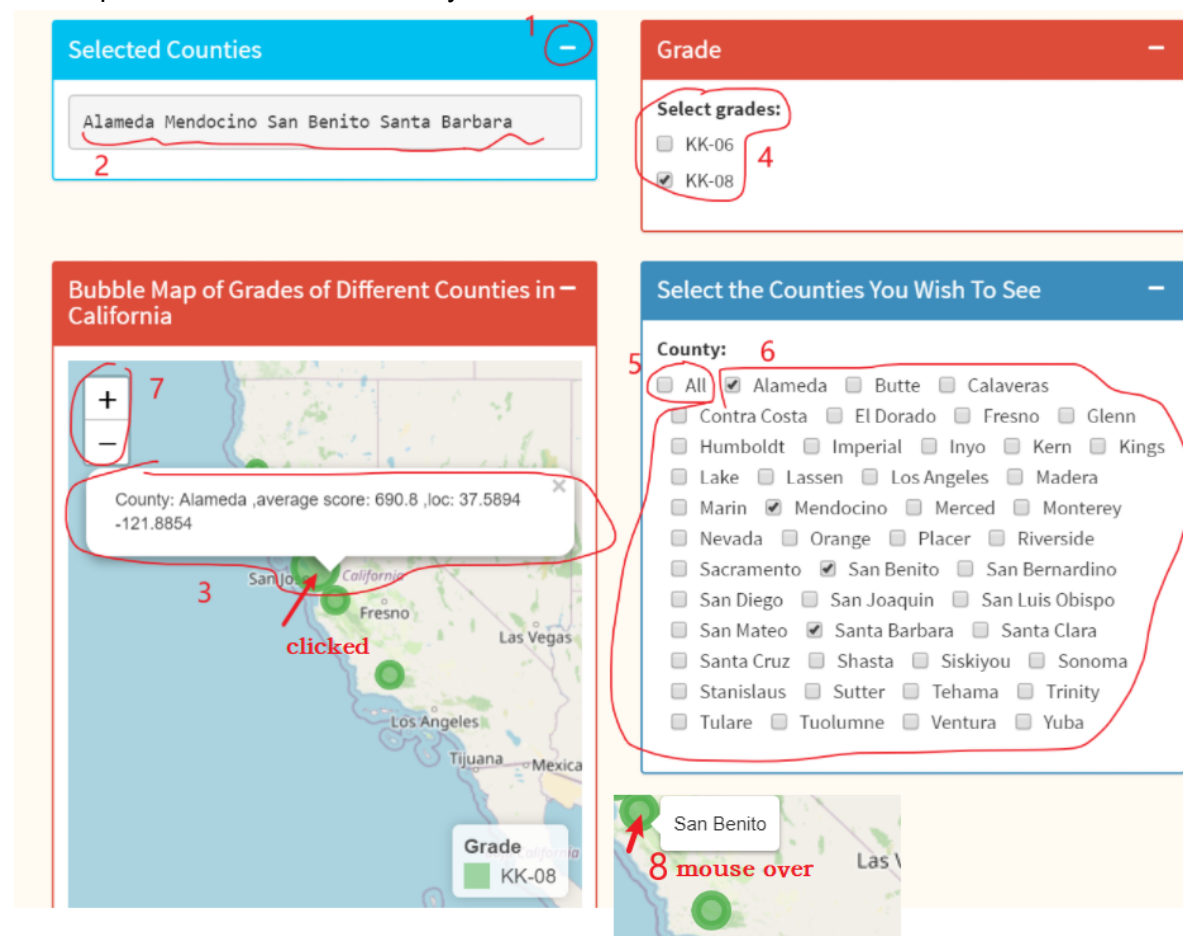 1
Selected Counties
Alameda Mendocino San Benito Santa Barbara
2
Grade
Select grades:
KK-06
KK-08
4
Bubble Map of Grades of Different Counties in
California
7
+
−
County: Alameda ,average score: 690.8 ,loc: 37.5894
-121.8854
×
3
California
Fresno
clicked
Las Vegas
Los Angeles
Tijuana
Mexica
Grade
KK-08
Select the Counties You Wish To See
County:
5
6
All Alameda Butte Calaveras
Contra Costa El Dorado Fresno Glenn
Humboldt Imperial Inyo Kern Kings
Lake Lassen Los Angeles Madera
Marin Mendocino Merced Monterey
Nevada Orange Placer Riverside
Sacramento San Benito San Bernardino
San Diego San Joaquin San Luis Obispo
San Mateo Santa Barbara Santa Clara
Santa Cruz Shasta Siskiyou Sonoma
Stanislaus Sutter Tehama Trinity
Tulare Tuolumne Ventura Yuba
San Benito
8 mouse over
Las